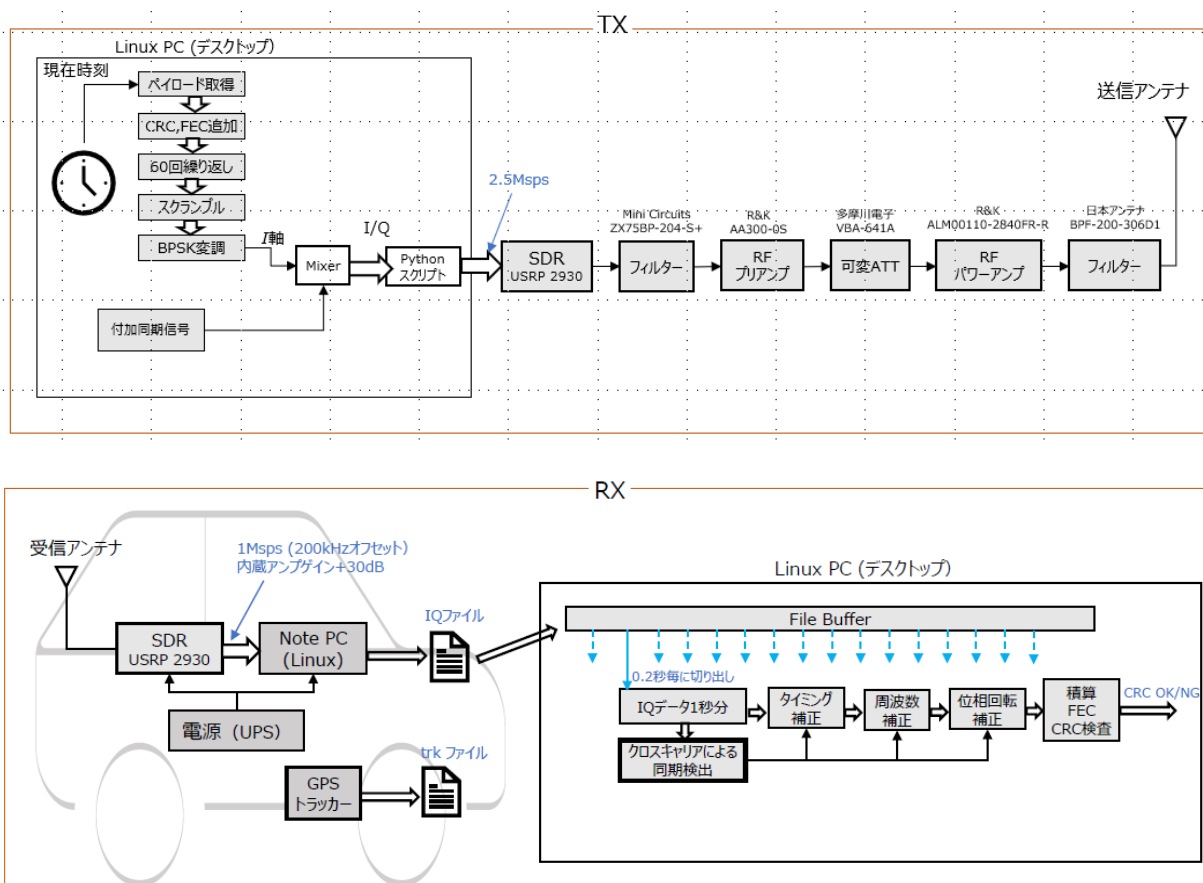 TX
Linux PC (デスクトップ)
現在時刻
ペイロード取得
CRC,FEC追加
60回繰り返し
スクランブル
BPSK変調
I軸
I/Q
Mixer
Python
スクリプト
付加同期信号
2.5Msps
SDR
USRP 2930
Mini Circuits
ZX75BP-204-S+
フィルター
R&K
AA300-0S
RF
プリアンプ
多摩川電子
VBA-641A
可変ATT
R&K
ALM00110-2840FR-R
RF
パワーアンプ
日本アンテナ
BPF-200-306D1
フィルター
送信アンテナ
RX
受信アンテナ
1Msps (200kHzオフセット)
内蔵アンプゲイン+30dB
SDR
USRP 2930
Note PC
(Linux)
IQファイル
電源（UPS）
GPS
トラッカー
trk ファイル
Linux PC (デスクトップ)
File Buffer
0.2秒毎に切り出し
IQデータ1秒分
クロスキャリアによる
同期検出
タイミング
補正
周波数
補正
位相回転
補正
積算
FEC
CRC検査
CRC OK/NG